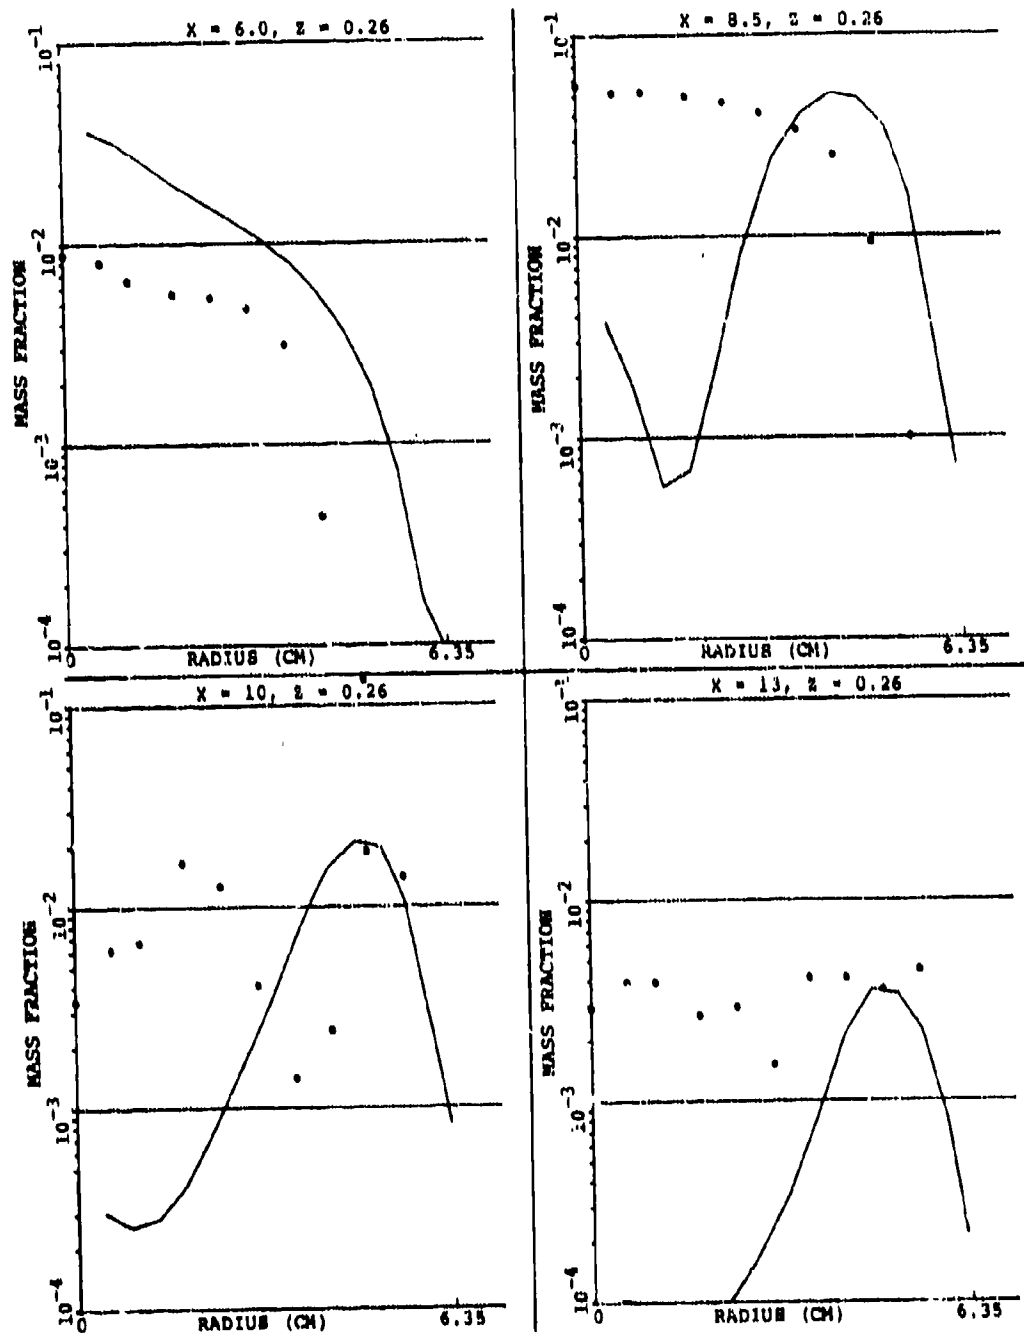 X = 6.0, Z = 0.26
10^-1
10^-2
10^-3
10^-4
MASS FRACTION
0
RADIUS (CM)
6.35
X = 8.5, Z = 0.26
10^-1
10^-2
10^-3
10^-4
MASS FRACTION
0
RADIUS (CM)
6.35
X = 10, Z = 0.26
10^-1
10^-2
10^-3
10^-4
MASS FRACTION
0
RADIUS (CM)
6.35
X = 13, Z = 0.26
10^-1
10^-2
10^-3
10^-4
MASS FRACTION
0
RADIUS (CM)
6.35